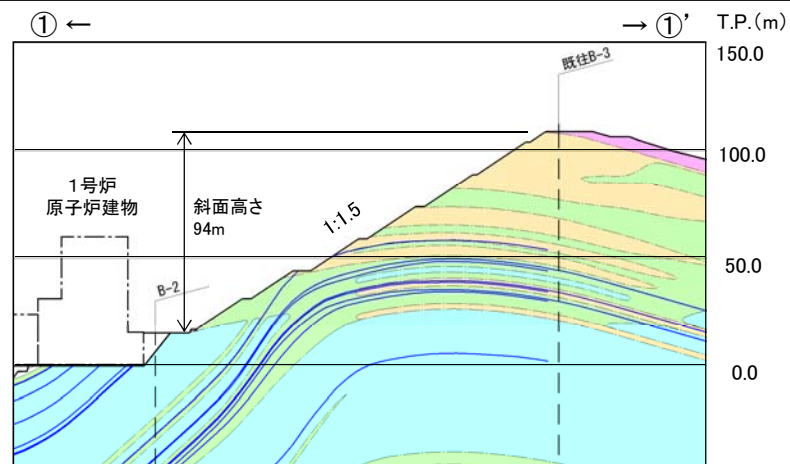 ① ←
→ ①’
T.P.(m)
150.0
既往B-3
100.0
1号炉
原子炉建物
斜面高さ
94m
1:1.5
50.0
B-2
0.0